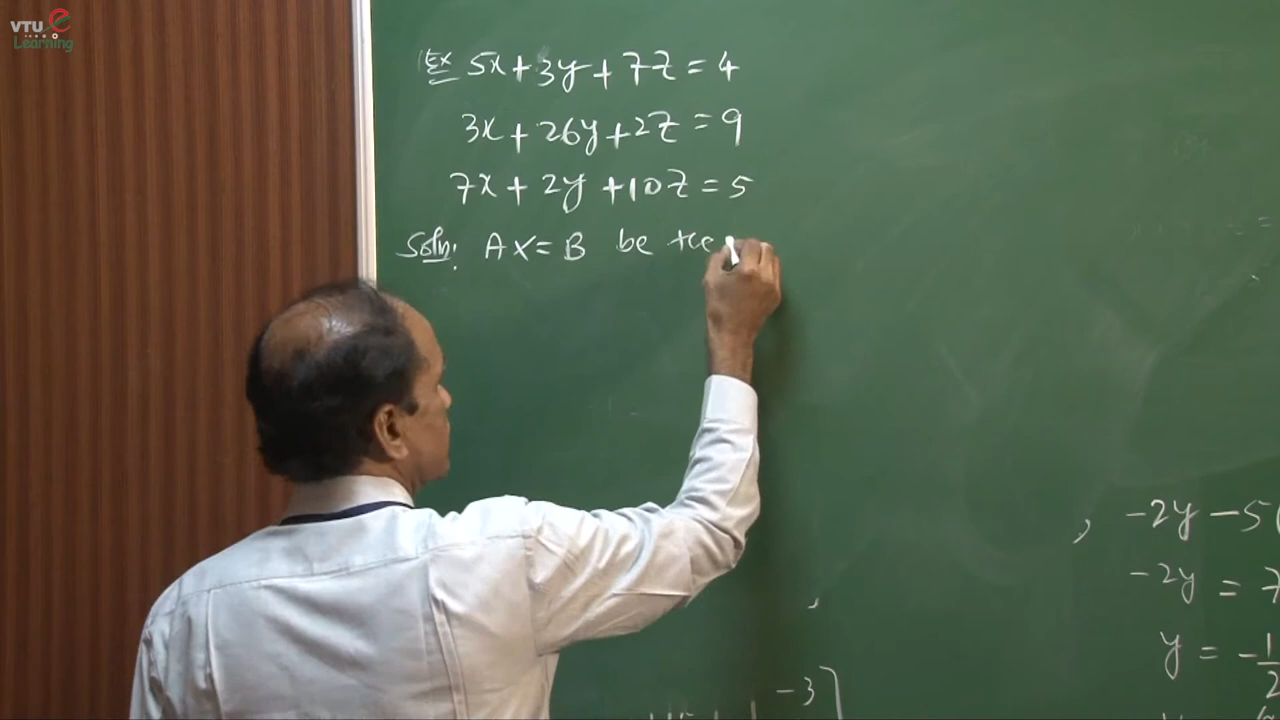 VTU e
Learning
Ex 5x+3y+7z=4
3x+26y+2z=9
7x+2y+10z=5
Soln: AX=B be the
, -2y-5
-2y = 7
y = -1/2
-3]